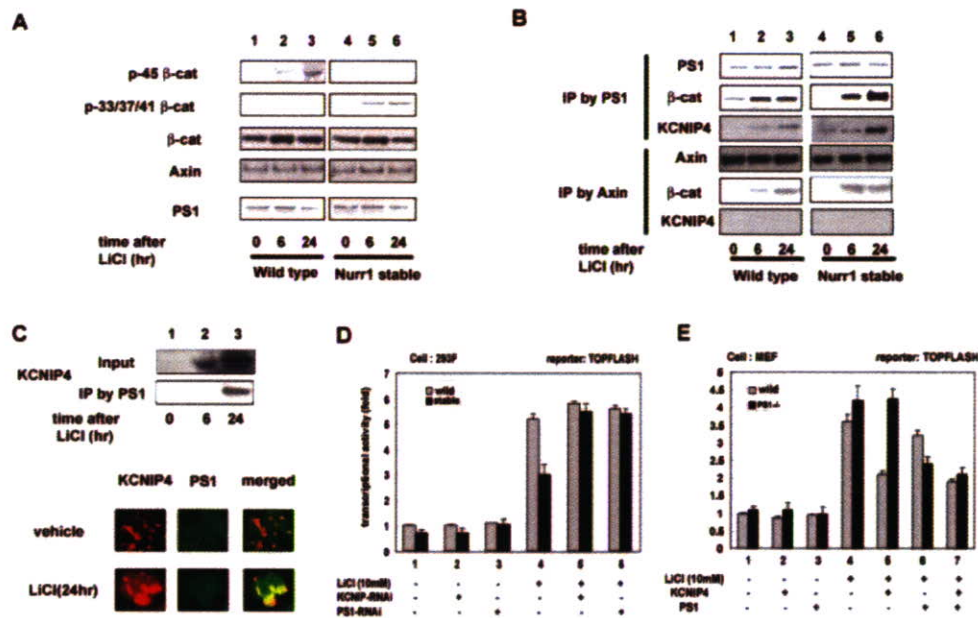 A
1 2 3 4 5 6
p-45 β-cat
p-33/37/41 β-cat
β-cat
Axin
PS1
time after LiCl (hr)
0 6 24 0 6 24
Wild type Nurr1 stable
B
1 2 3 4 5 6
IP by PS1
PS1
β-cat
KCNIP4
IP by Axin
Axin
β-cat
KCNIP4
time after LiCl (hr)
0 6 24 0 6 24
Wild type Nurr1 stable
C
1 2 3
KCNIP4
Input
IP by PS1
time after LiCl (hr)
0 6 24
KCNIP4 PS1 merged
vehicle
LiCl(24hr)
D
Cell : 293F reporter: TOPFLASH
transcriptional activity (fold)
7
6
5
4
3
2
1
0
wild
stable
1 2 3 4 5 6
LiCl (10mM) - - - + + +
KCNIP-RNAi - + - - + -
PS1-RNAi - - + - - +
E
Cell : MEF reporter: TOPFLASH
5
4.5
4
3.5
3
2.5
2
1.5
1
0.5
0
wild
PS1-/-
1 2 3 4 5 6 7
LiCl (10mM) - - - + + + +
KCNIP4 - + - - + - +
PS1 - - + - - + +